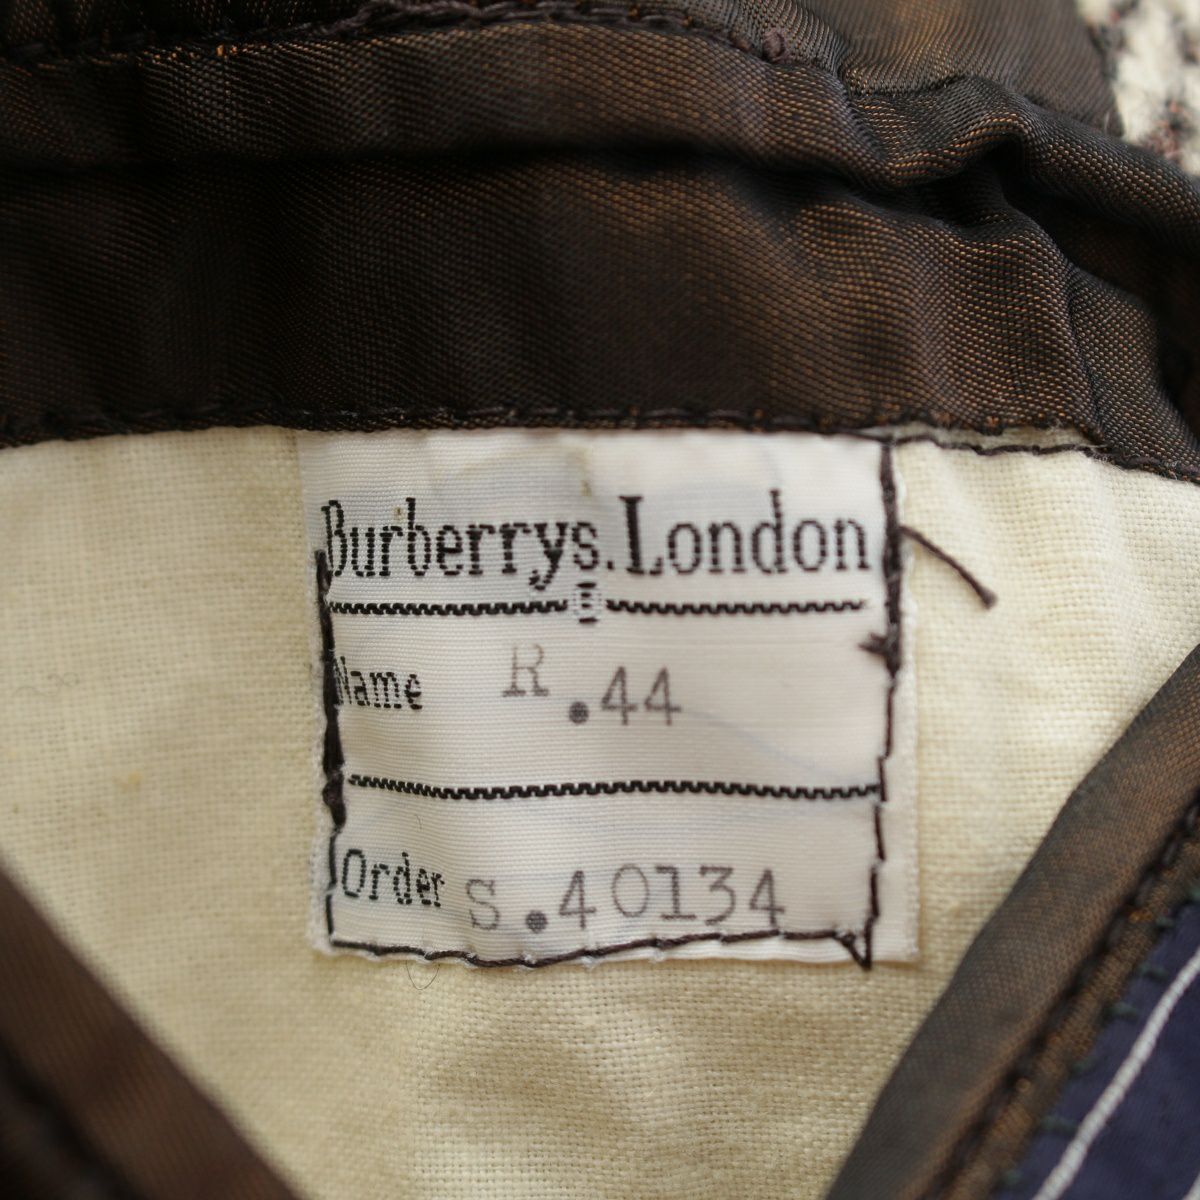 Burberrys. London
Name R .44
Order S .40134